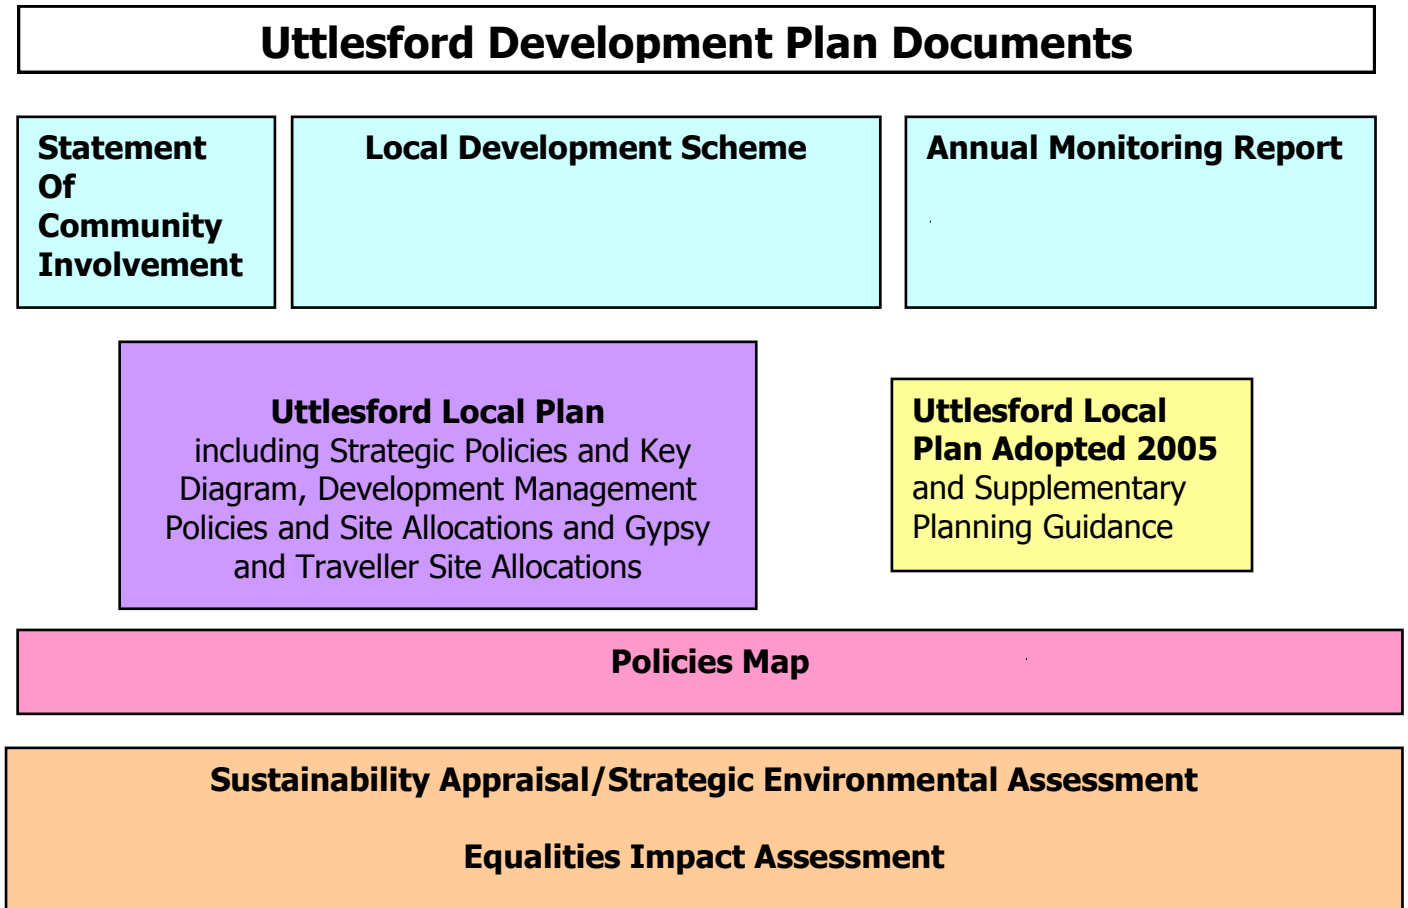 Uttlesford Development Plan Documents
Statement
Of
Community
Involvement
Local Development Scheme
Annual Monitoring Report
Uttlesford Local Plan
including Strategic Policies and Key
Diagram, Development Management
Policies and Site Allocations and Gypsy
and Traveller Site Allocations
Uttlesford Local
Plan Adopted 2005
and Supplementary
Planning Guidance
Policies Map
Sustainability Appraisal/Strategic Environmental Assessment
Equalities Impact Assessment